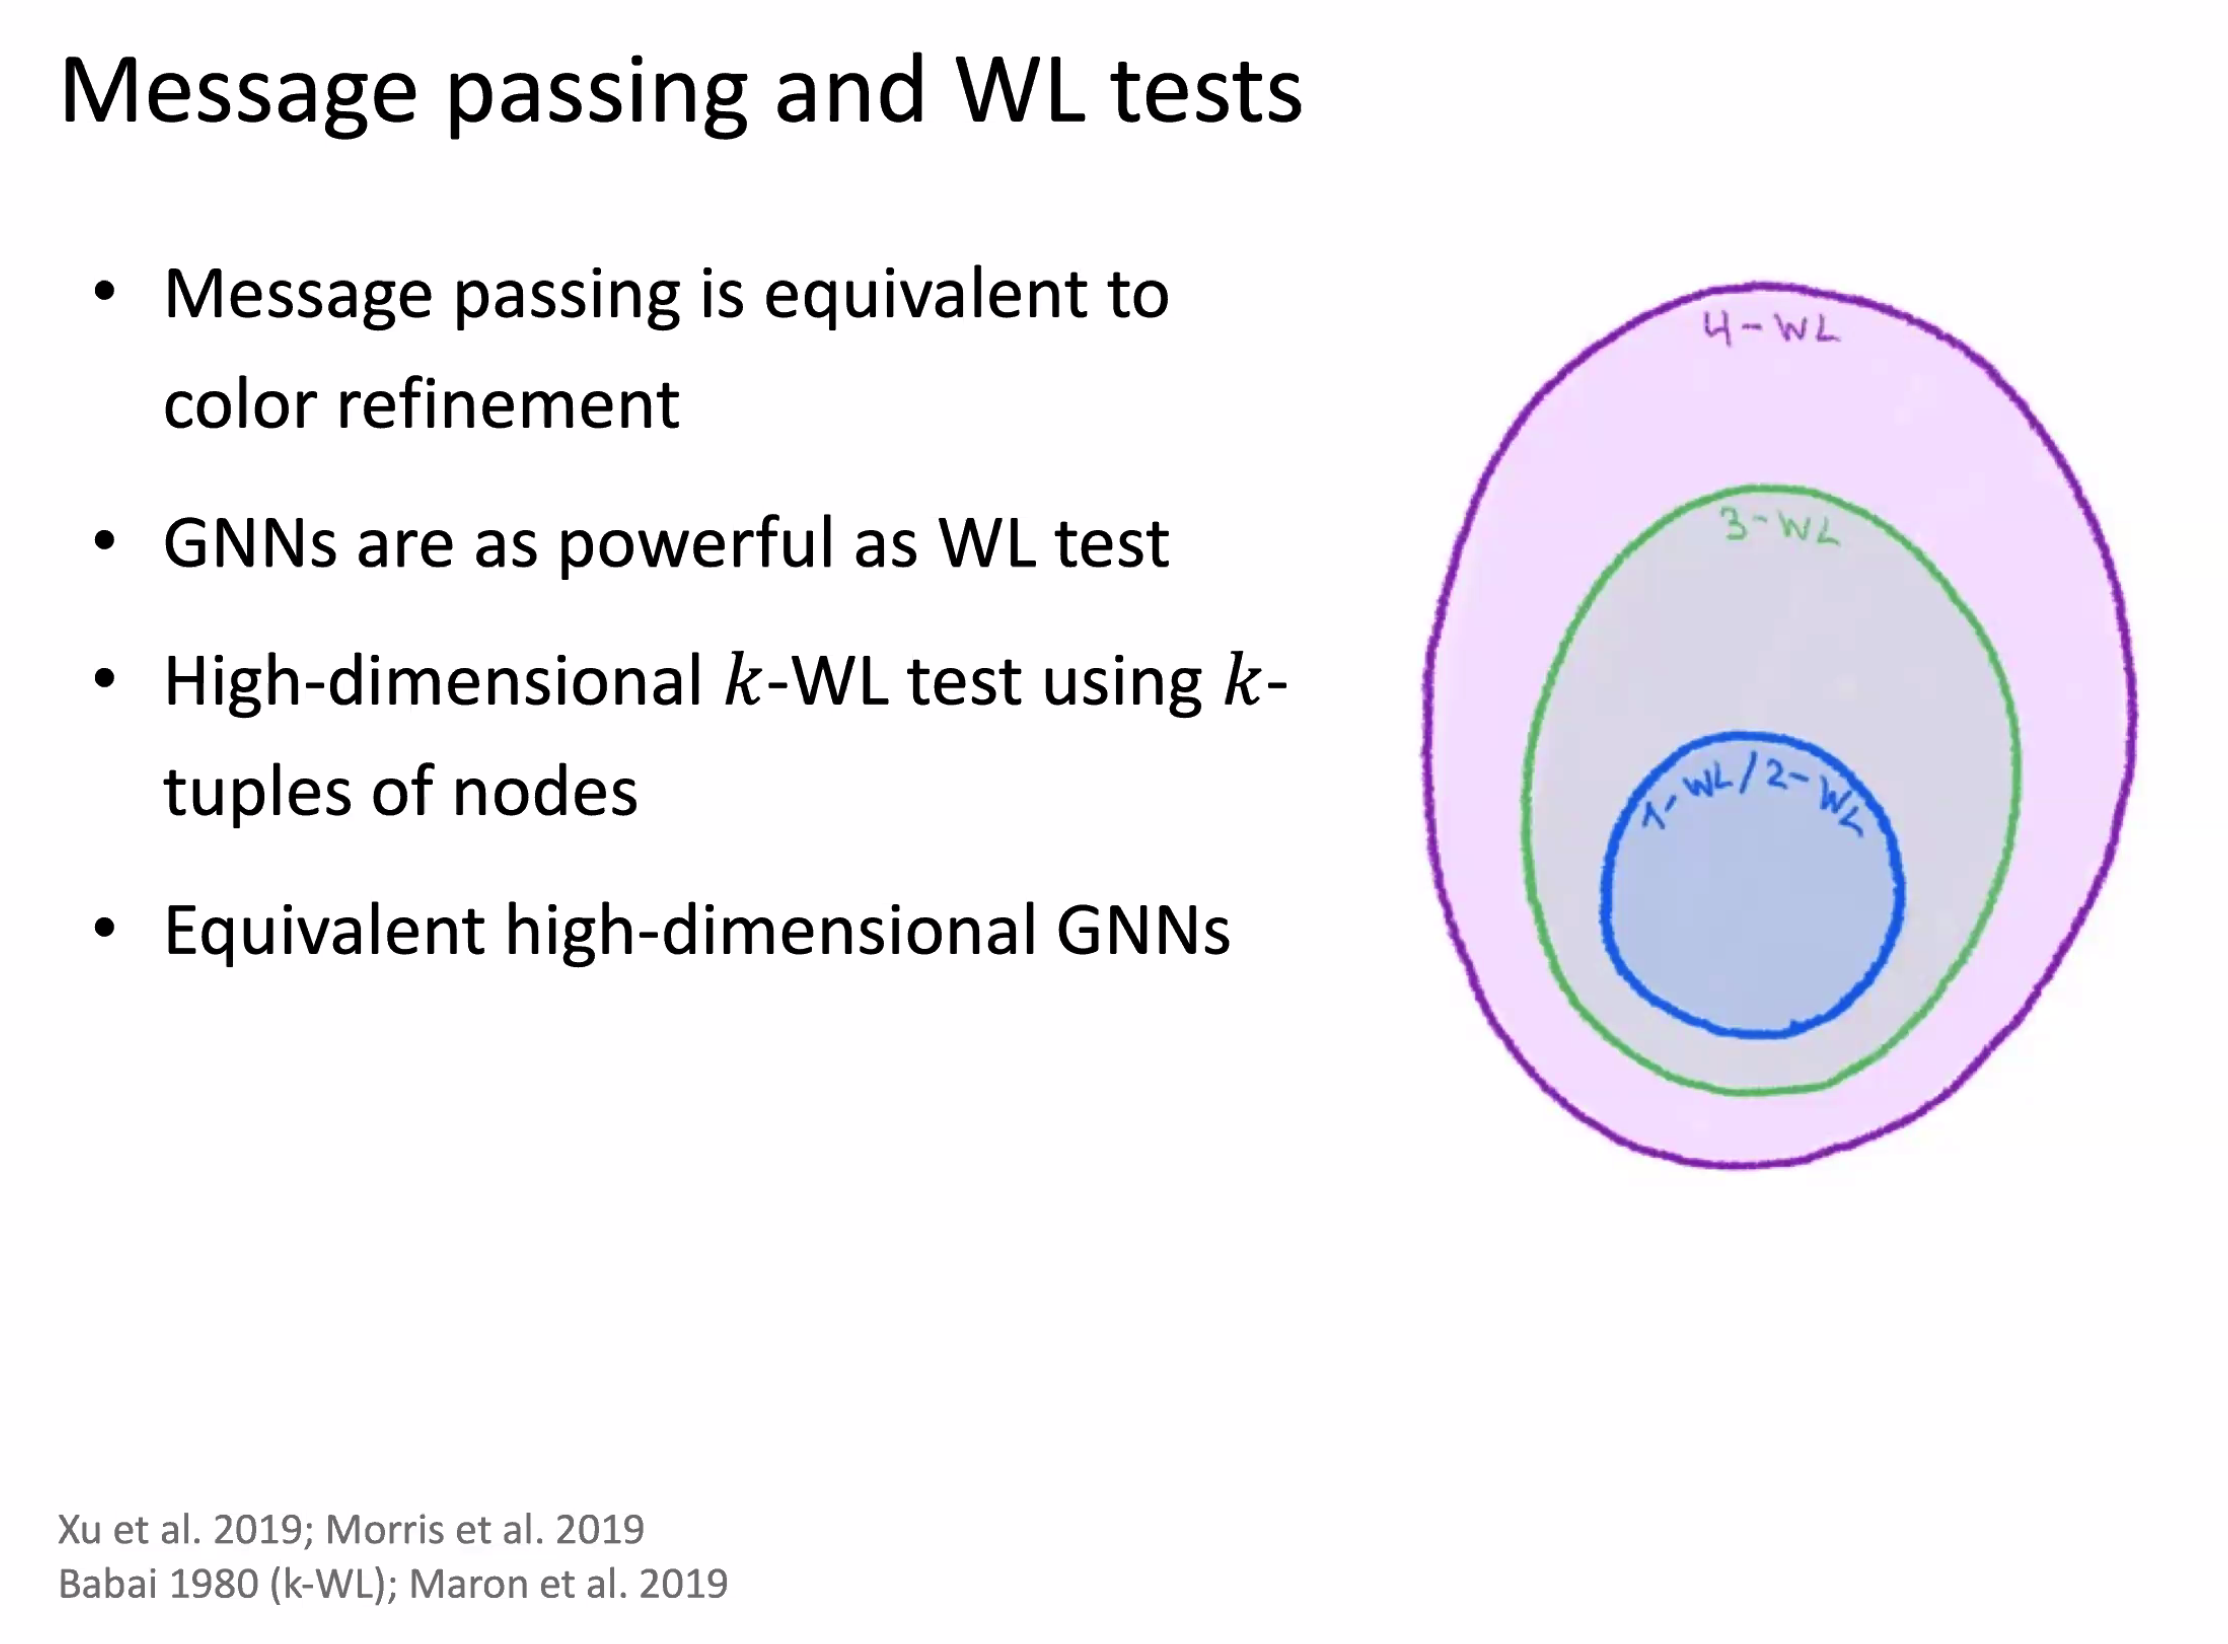 Message passing and WL tests
• Message passing is equivalent to
color refinement
• GNNs are as powerful as WL test
• High-dimensional k-WL test using k-
tuples of nodes
• Equivalent high-dimensional GNNs
4-WL
3-WL
1-WL/2-WL
Xu et al. 2019; Morris et al. 2019
Babai 1980 (k-WL); Maron et al. 2019